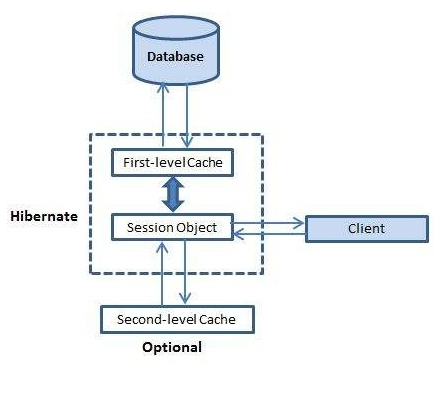 Database
First-level Cache
Hibernate
Session Object
Client
Second-level Cache
Optional